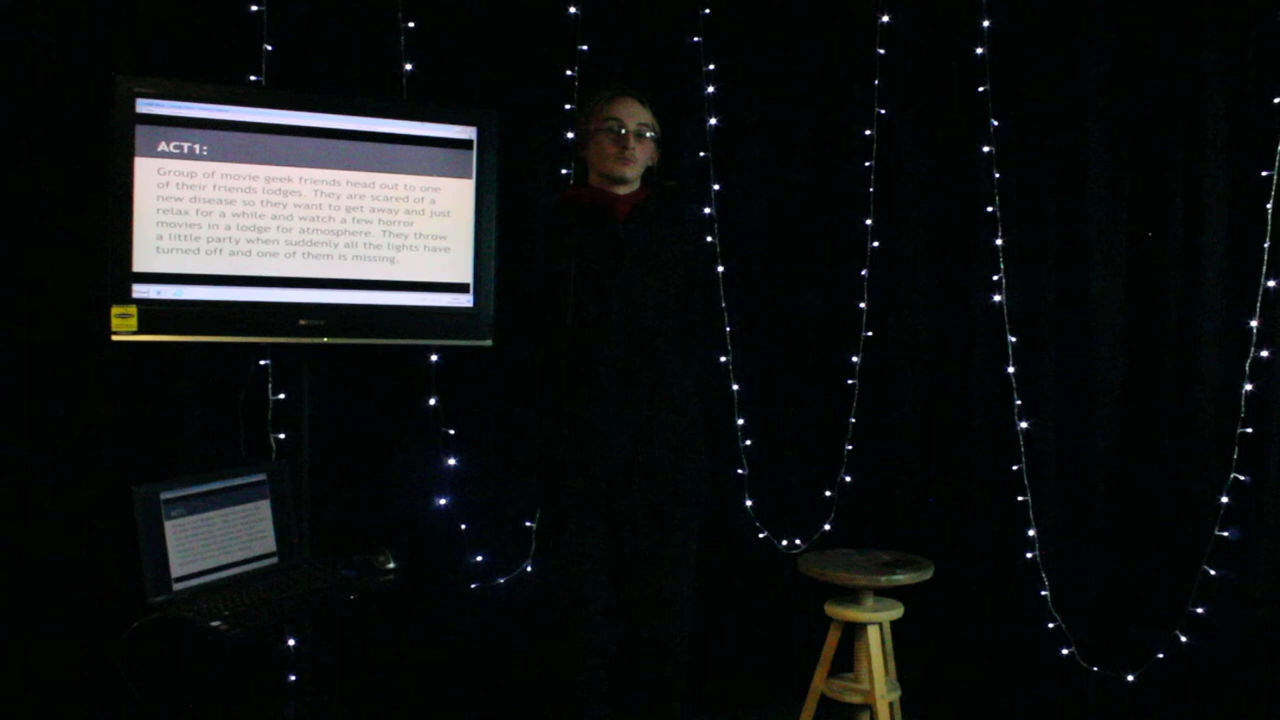 ACT1:
Group of movie geek friends head out to one
of their friends lodges. They are scared of a
new disease so they want to get away and just
relax for a while and watch a few horror
movies in a lodge for atmosphere. They throw
a little party when suddenly all the lights have
turned off and one of them is missing.
SONY